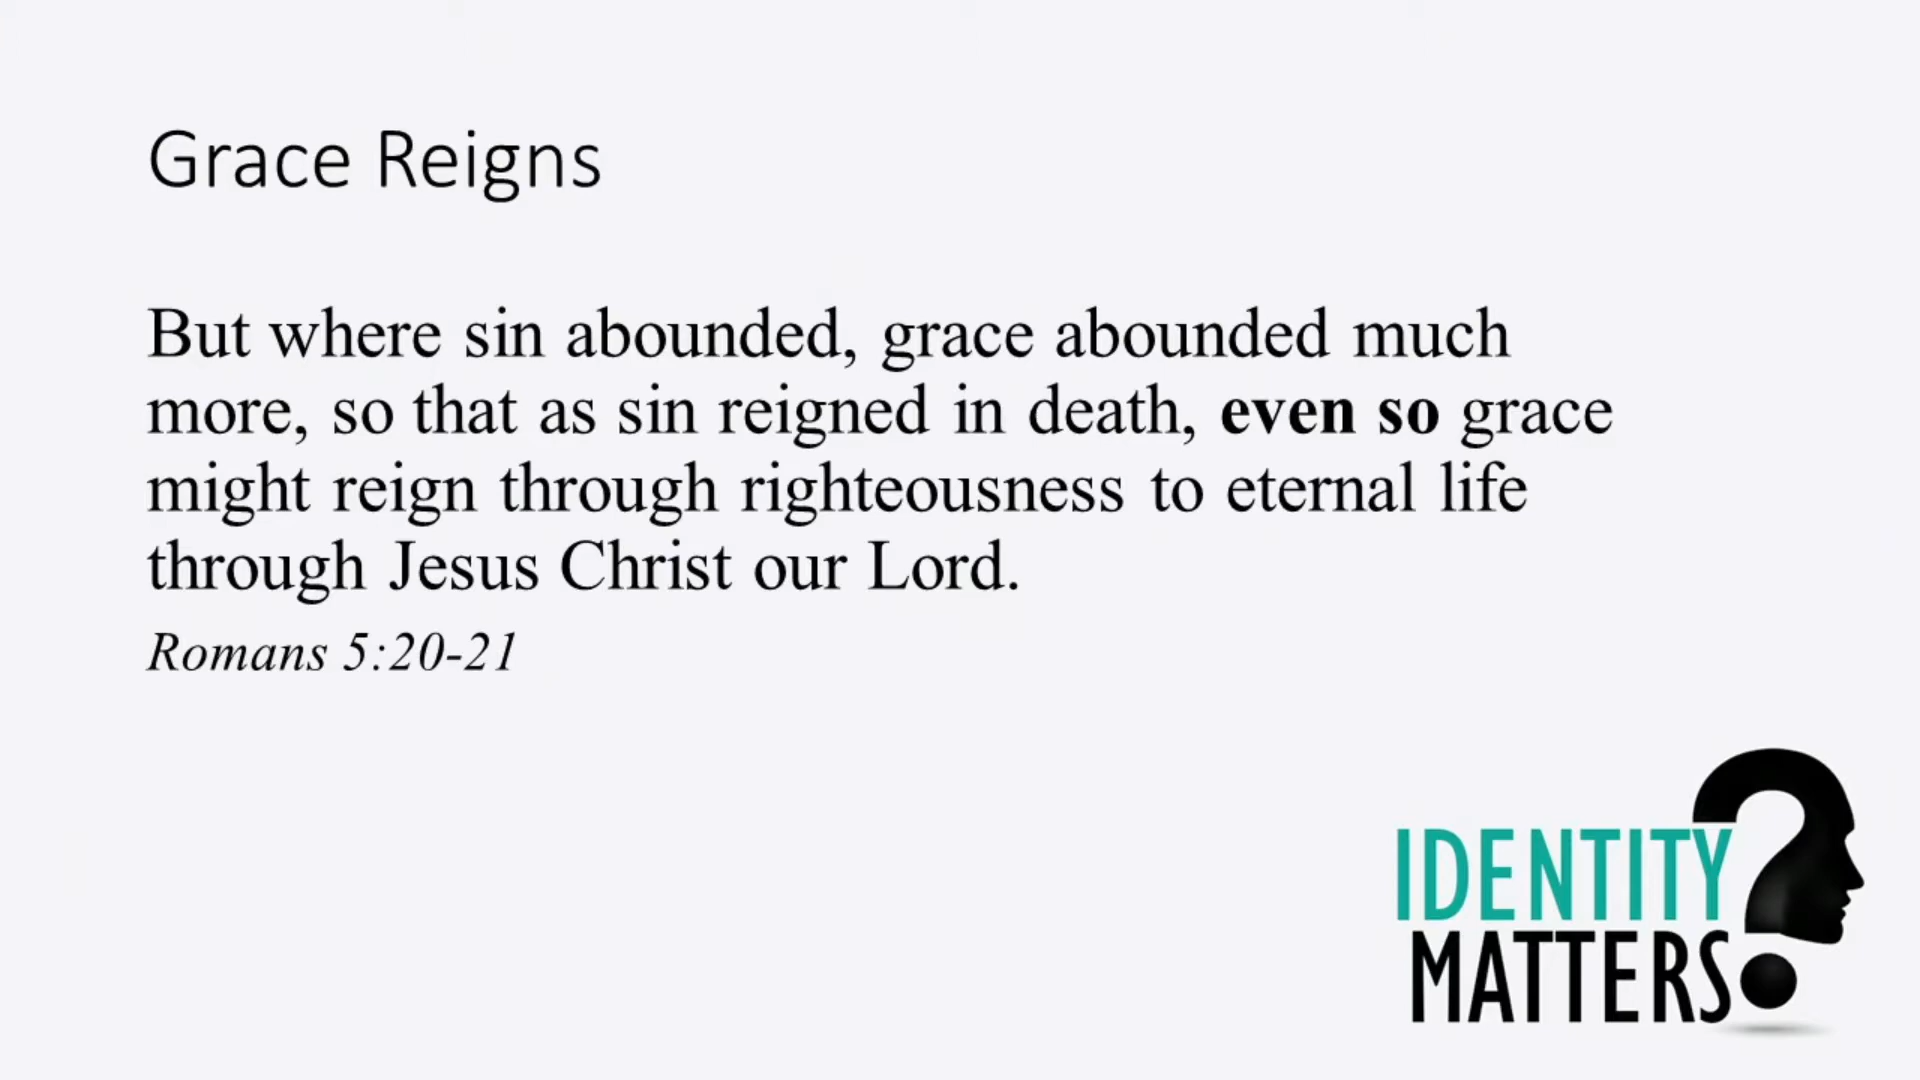 Grace Reigns
But where sin abounded, grace abounded much
more, so that as sin reigned in death, even so grace
might reign through righteousness to eternal life
through Jesus Christ our Lord.
Romans 5:20-21
IDENTITY
MATTERS